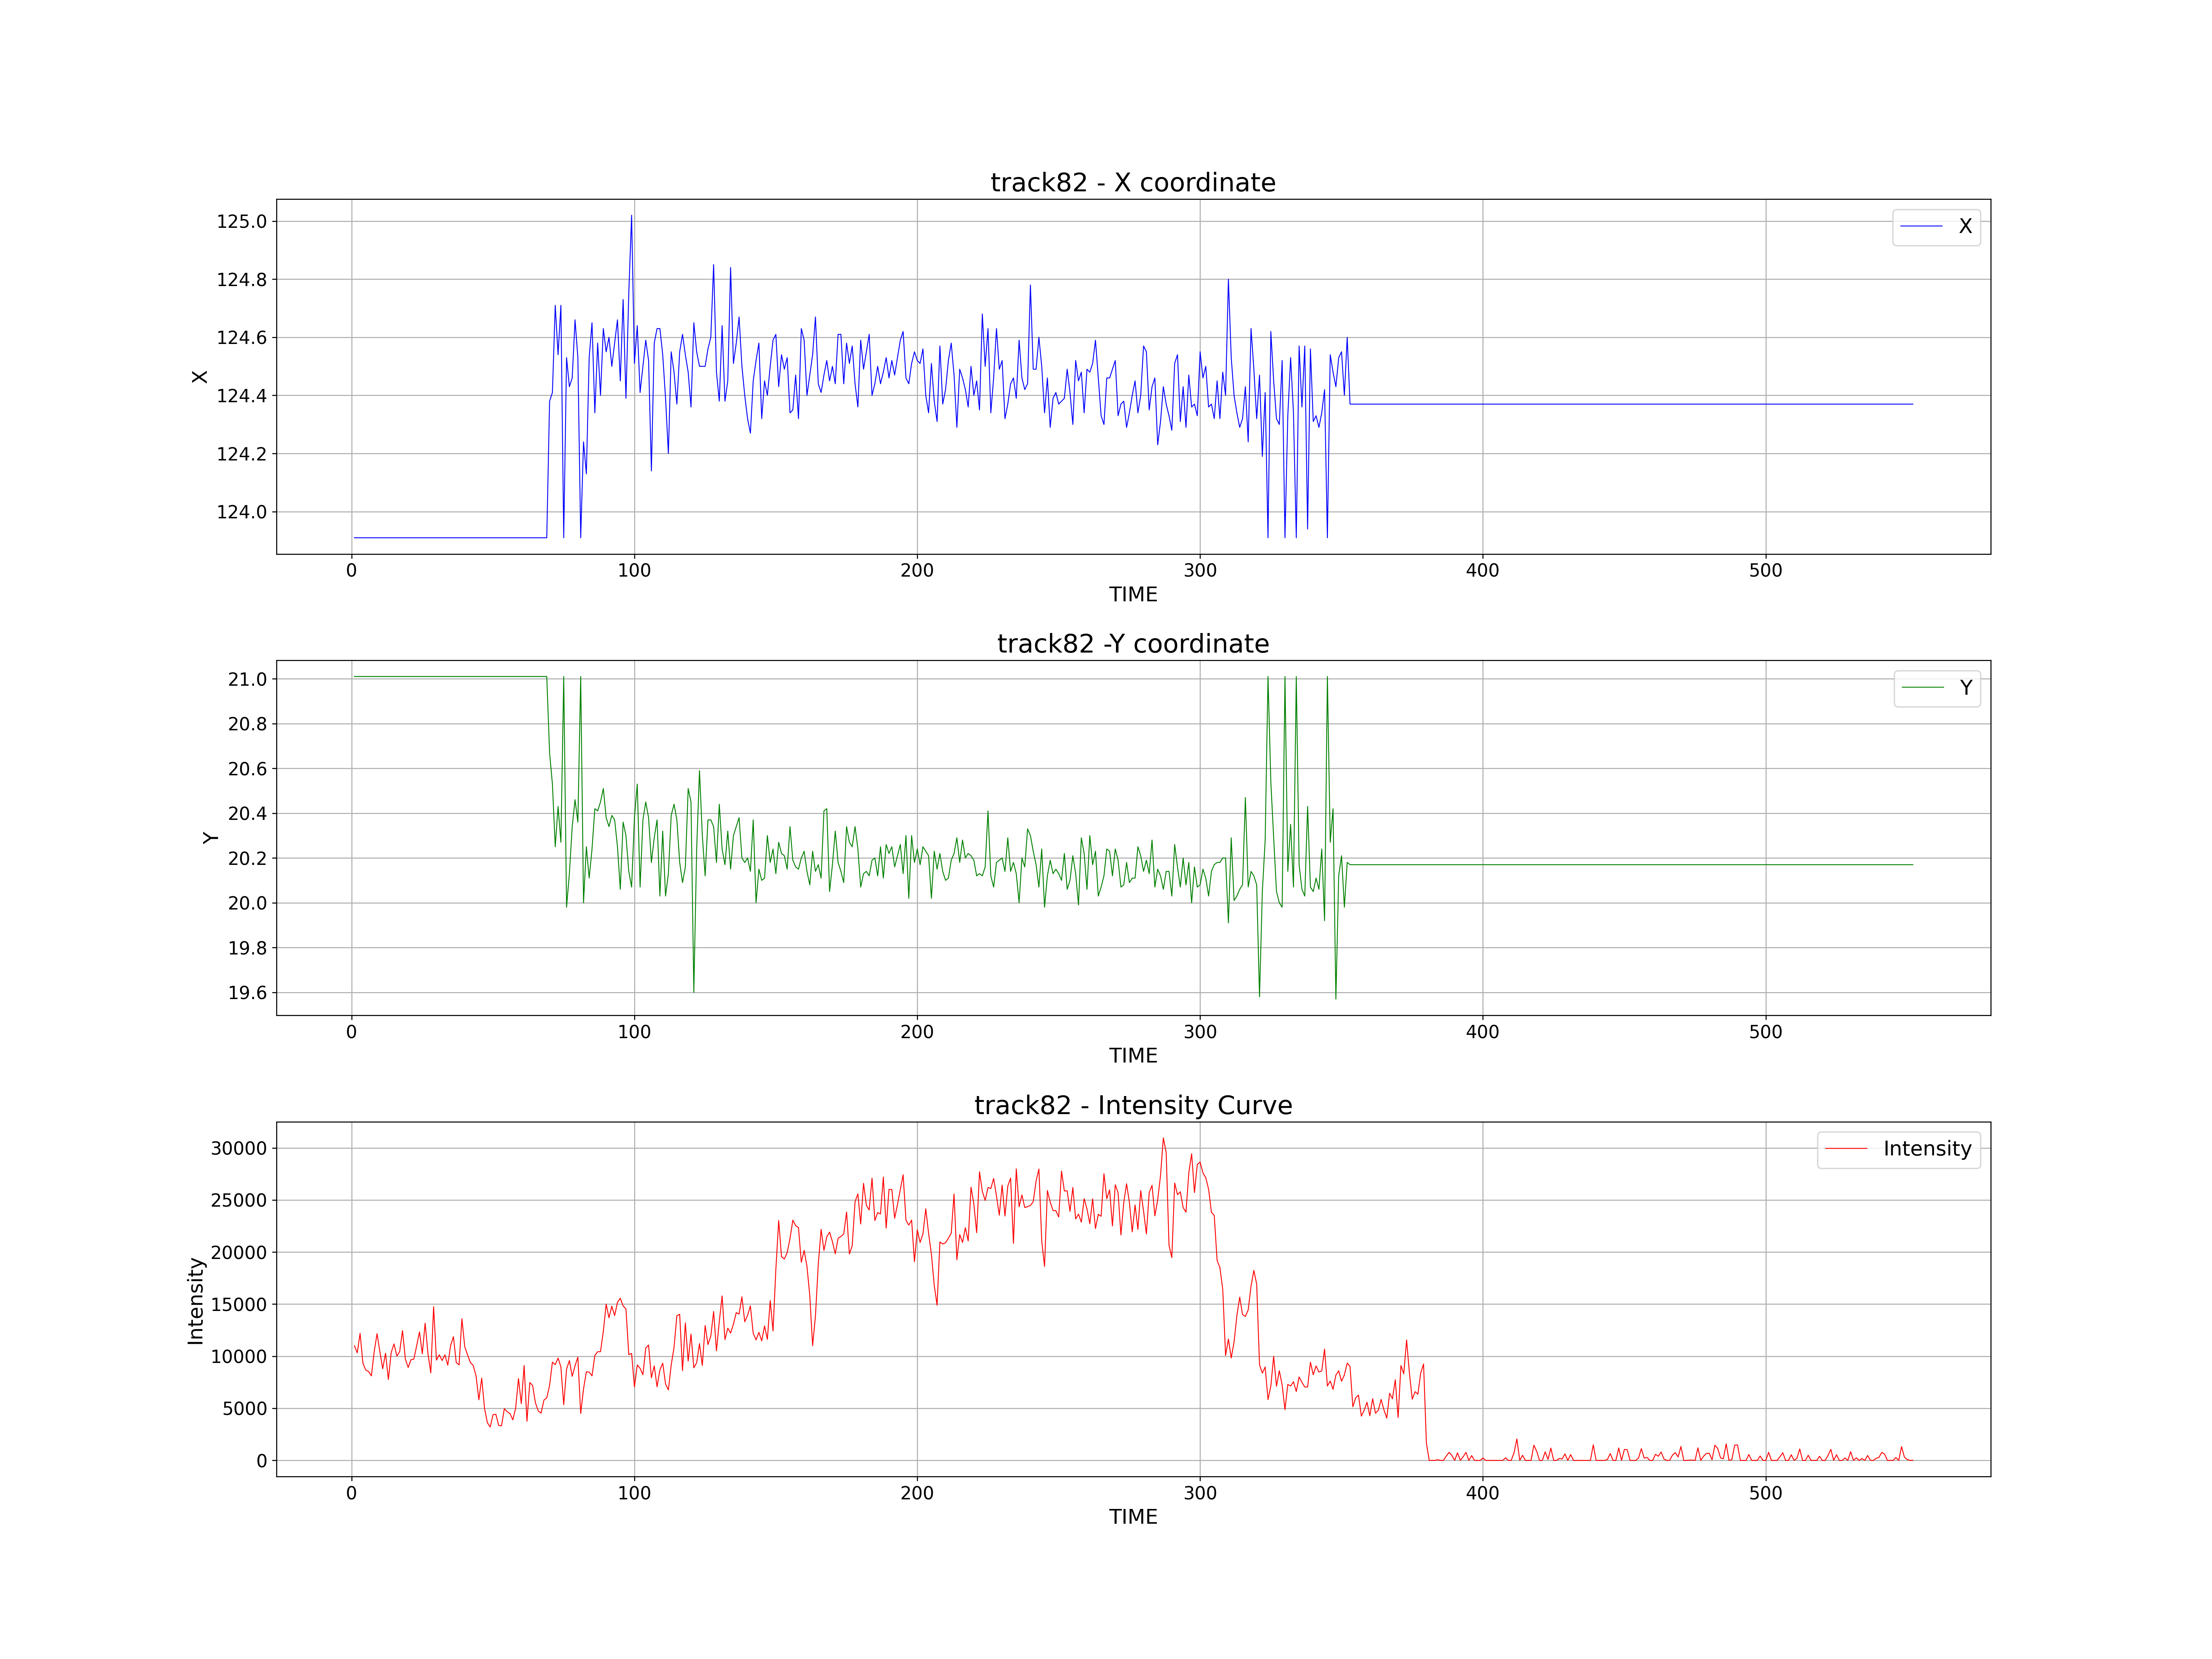 track82 - X coordinate
125.0
124.8
124.6
124.4
124.2
124.0
X
X
0 100 200 300 400 500
TIME
track82 -Y coordinate
21.0
20.8
20.6
20.4
20.2
20.0
19.8
19.6
Y
Y
0 100 200 300 400 500
TIME
track82 - Intensity Curve
30000
25000
20000
15000
10000
5000
0
Intensity
Intensity
0 100 200 300 400 500
TIME